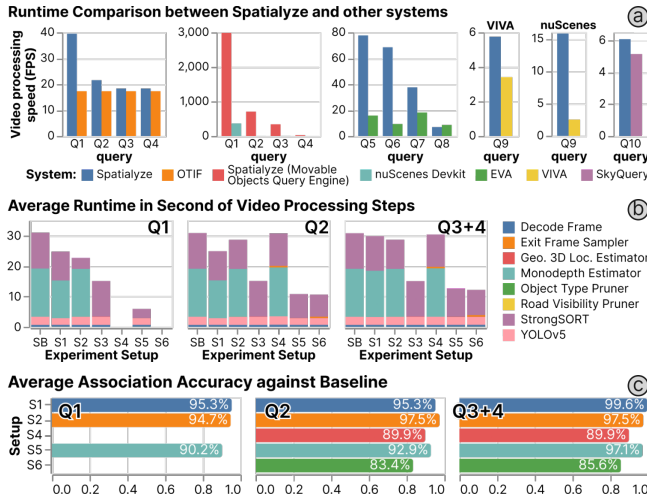 Runtime Comparison between Spatialyze and other systems
a
Video processing
speed (FPS)
40
30
20
10
0
Q1 Q2 Q3 Q4
query
3,000
2,000
1,000
0
Q1 Q2 Q3 Q4
query
80
60
40
20
0
Q5 Q6 Q7 Q8
query
VIVA
6
4
2
0
Q9
query
nuScenes
15
10
5
0
Q9
query
6
4
2
0
Q10
query
System: Spatialyze OTIF Spatialyze (Movable
Objects Query Engine) nuScenes Devkit EVA VIVA SkyQuery
Average Runtime in Second of Video Processing Steps
b
30
20
10
0
Q1
SB S1 S2 S3 S4 S5 S6
Experiment Setup
Q2
SB S1 S2 S3 S4 S5 S6
Experiment Setup
Q3+4
SB S1 S2 S3 S4 S5 S6
Experiment Setup
Decode Frame
Exit Frame Sampler
Geo. 3D Loc. Estimator
Monodepth Estimator
Object Type Pruner
Road Visibility Pruner
StrongSORT
YOLOv5
Average Association Accuracy against Baseline
c
Setup
S1
S2
S4
S5
S6
Q1
95.3%
94.7%
90.2%
0.0 0.2 0.4 0.6 0.8 1.0
Q2
95.3%
97.5%
89.9%
92.9%
83.4%
0.0 0.2 0.4 0.6 0.8 1.0
Q3+4
99.6%
97.5%
89.9%
97.1%
85.6%
0.0 0.2 0.4 0.6 0.8 1.0